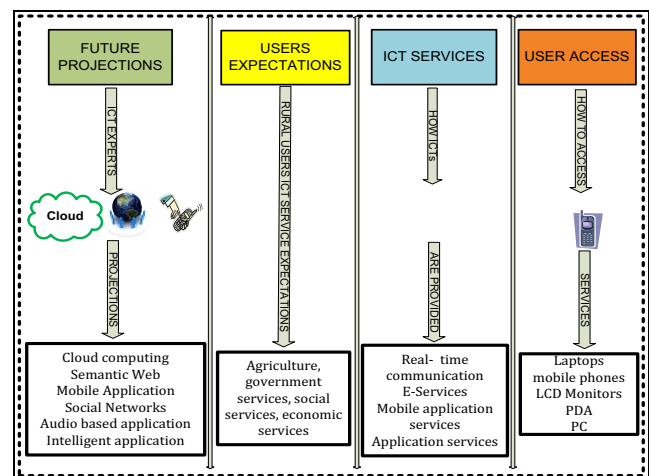 FUTURE
PROJECTIONS
ICT EXPERTS
Cloud
PROJECTIONS
Cloud computing
Semantic Web
Mobile Application
Social Networks
Audio based application
Intelligent application
USERS
EXPECTATIONS
RURAL USERS ICT SERVICE EXPECTATIONS
Agriculture,
government
services, social
services, economic
services
ICT SERVICES
HOW ICTs
ARE PROVIDED
Real- time
communication
E-Services
Mobile application
services
Application services
USER ACCESS
HOW TO ACCESS
SERVICES
Laptops
mobile phones
LCD Monitors
PDA
PC